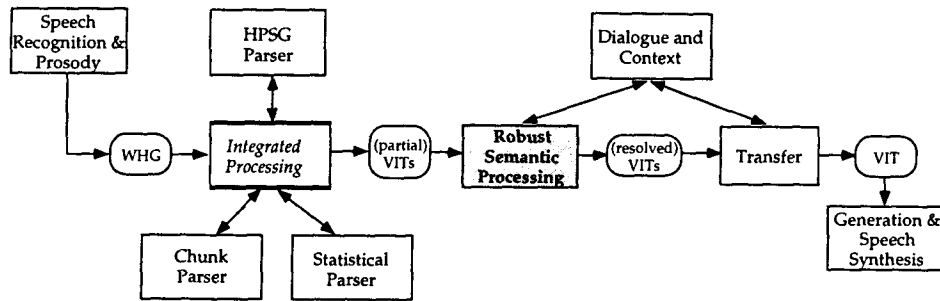 Speech
Recognition &
Prosody
HPSG
Parser
Dialogue and
Context
WHG
Integrated
Processing
(partial)
VITs
Robust
Semantic
Processing
(resolved)
VITs
Transfer
VIT
Chunk
Parser
Statistical
Parser
Generation &
Speech
Synthesis